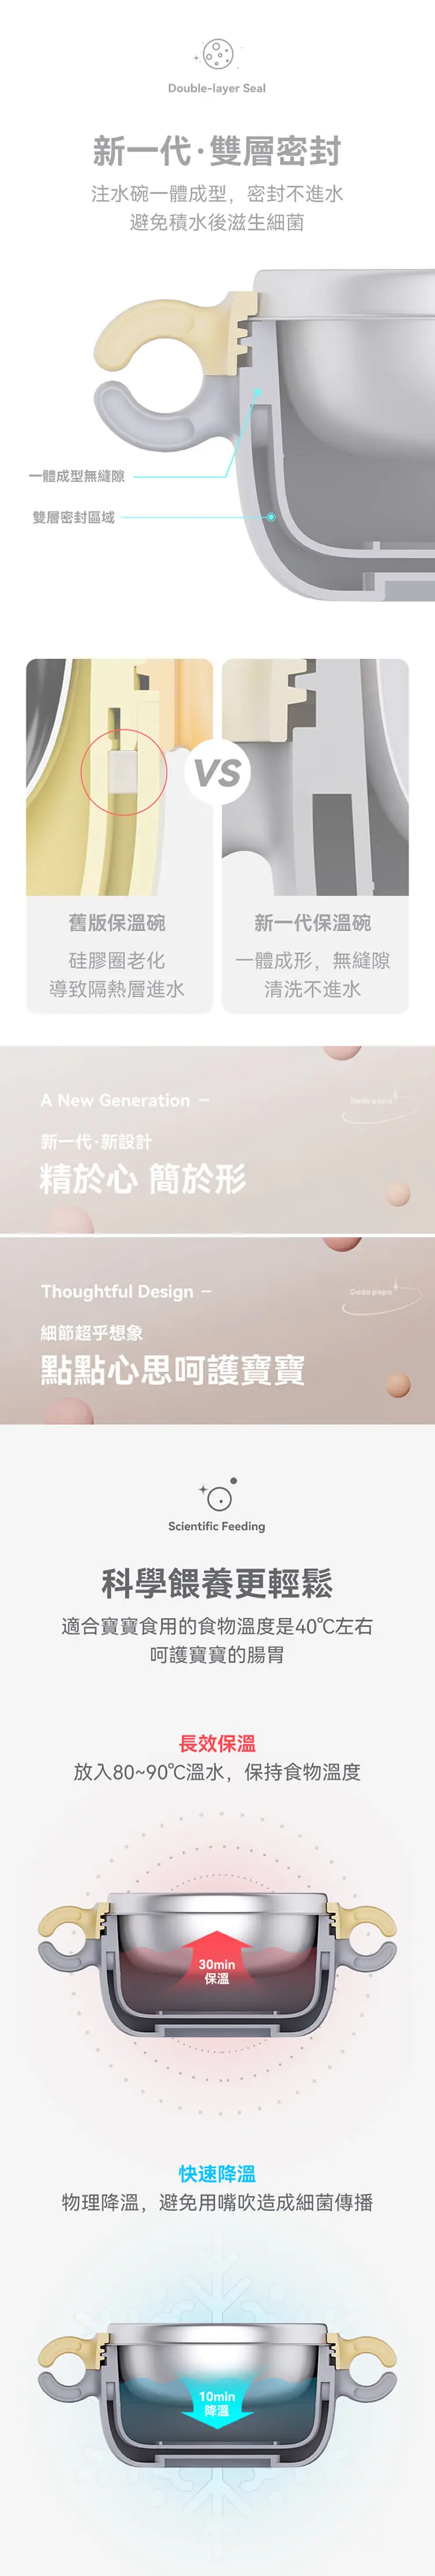 Double-layer Seal
新一代·雙層密封
注水碗一體成型，密封不進水
避免積水後滋生細菌
一體成型無縫隙
雙層密封區域
VS
舊版保溫碗
硅膠圈老化
導致隔熱層進水
新一代保溫碗
一體成形，無縫隙
清洗不進水
A New Generation —
Dodo papa
新一代·新設計
精於心 簡於形
Thoughtful Design —
Dodo papa
細節超乎想象
點點心思呵護寶寶
Scientific Feeding
科學餵養更輕鬆
適合寶寶食用的食物溫度是40℃左右
呵護寶寶的腸胃
長效保溫
放入80~90℃溫水，保持食物溫度
30min
保溫
快速降溫
物理降溫，避免用嘴吹造成細菌傳播
10min
降溫